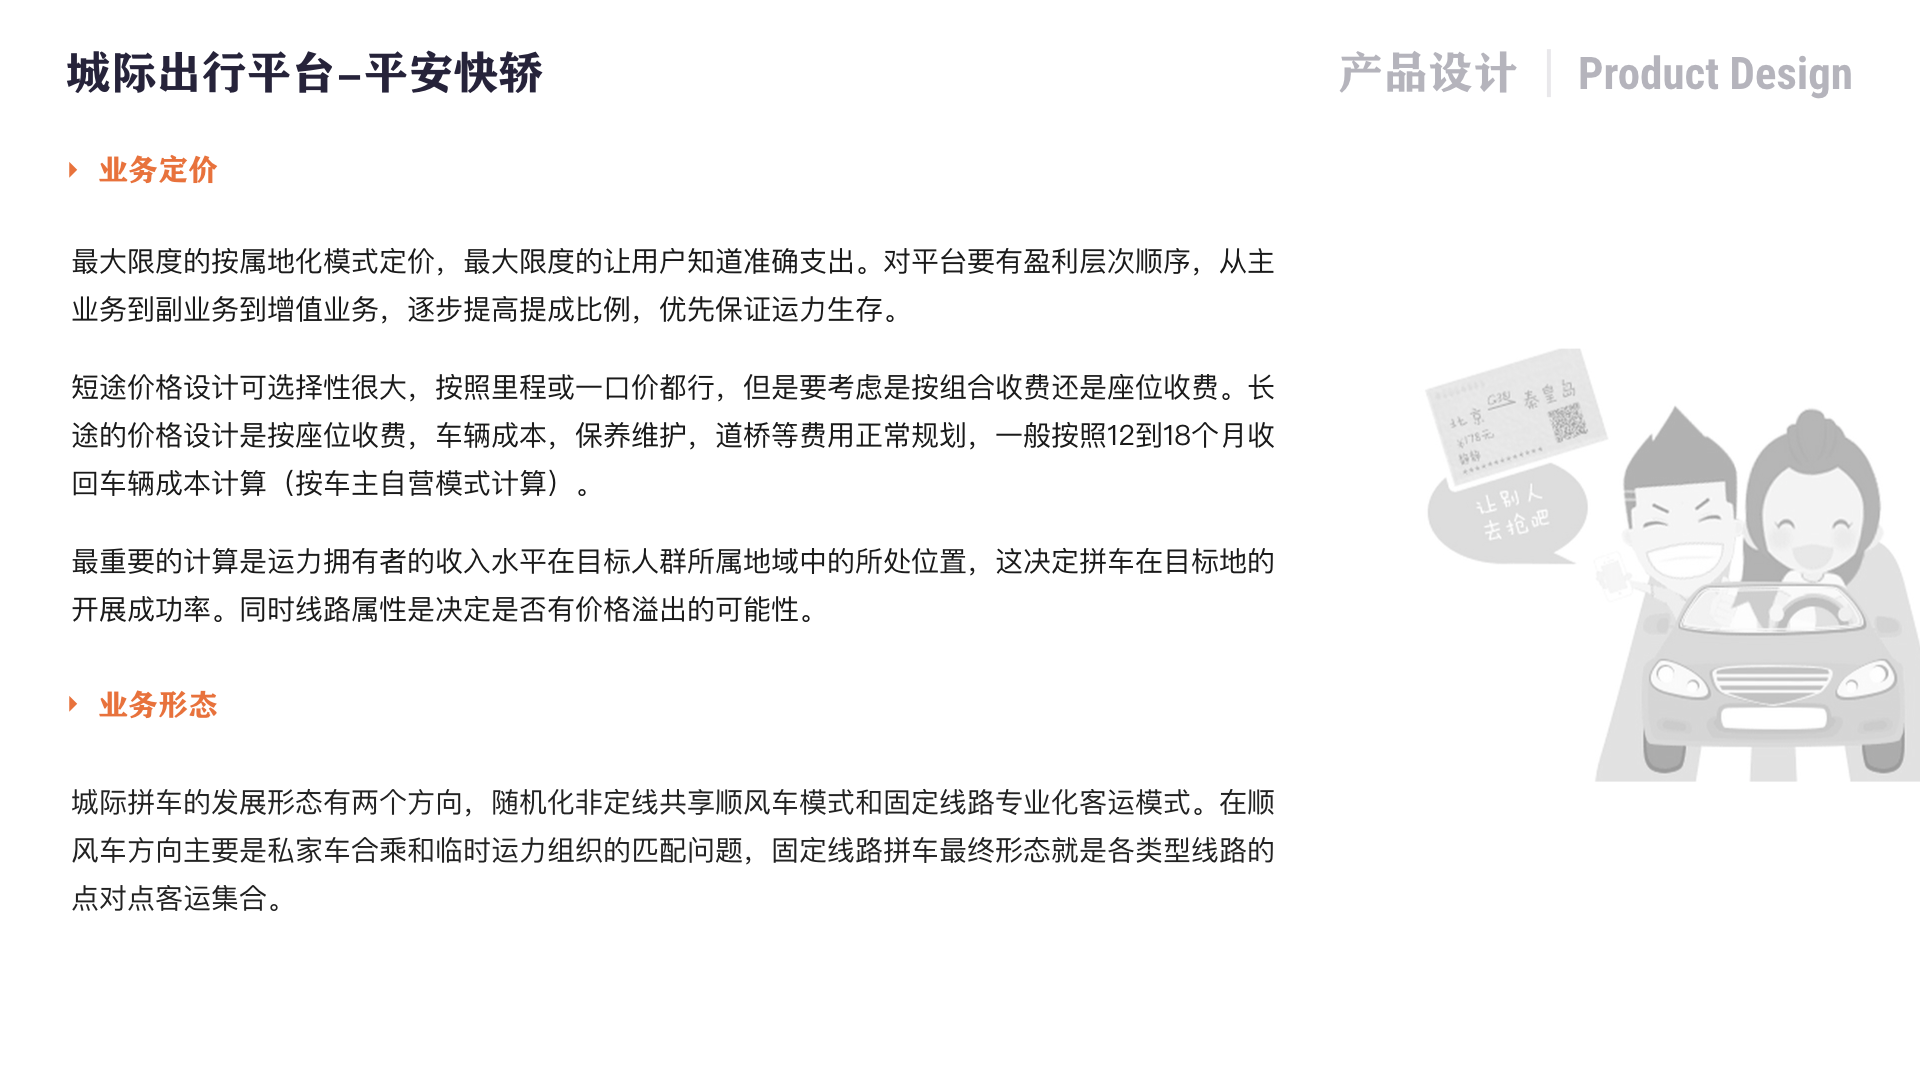 城际出行平台–平安快轿
产品设计
Product Design
业务定价
最大限度的按属地化模式定价，最大限度的让用户知道准确支出。对平台要有盈利层次顺序，从主
业务到副业务到增值业务，逐步提高提成比例，优先保证运力生存。
短途价格设计可选择性很大，按照里程或一口价都行，但是要考虑是按组合收费还是座位收费。长
途的价格设计是按座位收费，车辆成本，保养维护，道桥等费用正常规划，一般按照12到18个月收
回车辆成本计算（按车主自营模式计算）。
最重要的计算是运力拥有者的收入水平在目标人群所属地域中的所处位置，这决定拼车在目标地的
开展成功率。同时线路属性是决定是否有价格溢出的可能性。
业务形态
城际拼车的发展形态有两个方向，随机化非定线共享顺风车模式和固定线路专业化客运模式。在顺
风车方向主要是私家车合乘和临时运力组织的匹配问题，固定线路拼车最终形态就是各类型线路的
点对点客运集合。
北京
秦皇岛
¥178元
静静
让别人
去抢吧